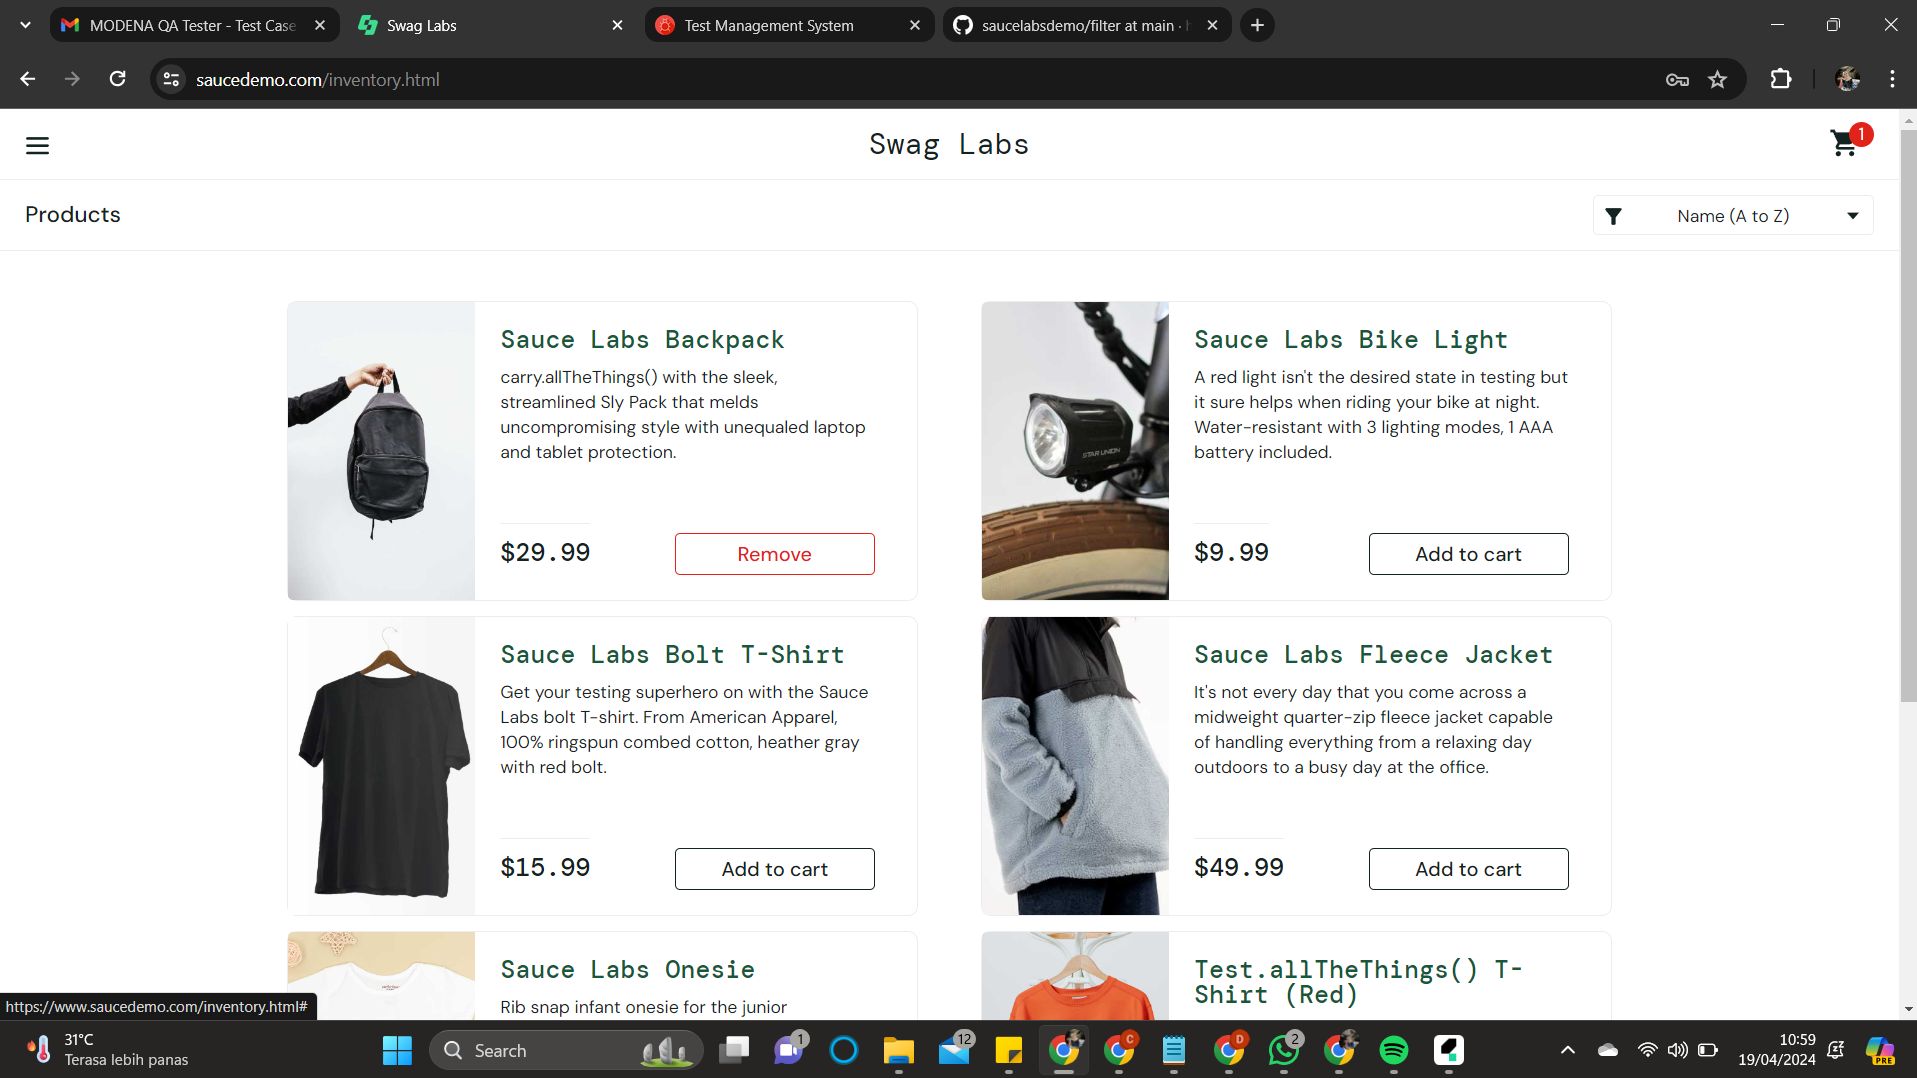 MODENA QA Tester - Test Case
Swag Labs
Test Management System
saucelabsdemo/filter at main · h
saucedemo.com/inventory.html
Swag Labs
1
Products
Name (A to Z)
Sauce Labs Backpack
carry.allTheThings() with the sleek,
streamlined Sly Pack that melds
uncompromising style with unequaled laptop
and tablet protection.
$29.99
Remove
Sauce Labs Bike Light
A red light isn't the desired state in testing but
it sure helps when riding your bike at night.
Water-resistant with 3 lighting modes, 1 AAA
battery included.
STAR UNION
$9.99
Add to cart
Sauce Labs Bolt T-Shirt
Get your testing superhero on with the Sauce
Labs bolt T-shirt. From American Apparel,
100% ringspun combed cotton, heather gray
with red bolt.
$15.99
Add to cart
Sauce Labs Fleece Jacket
It's not every day that you come across a
midweight quarter-zip fleece jacket capable
of handling everything from a relaxing day
outdoors to a busy day at the office.
$49.99
Add to cart
Sauce Labs Onesie
Rib snap infant onesie for the junior
Test.allTheThings() T-
Shirt (Red)
https://www.saucedemo.com/inventory.html#
31°C
Terasa lebih panas
Search
1
12
C
D
2
10:59
19/04/2024
PRE